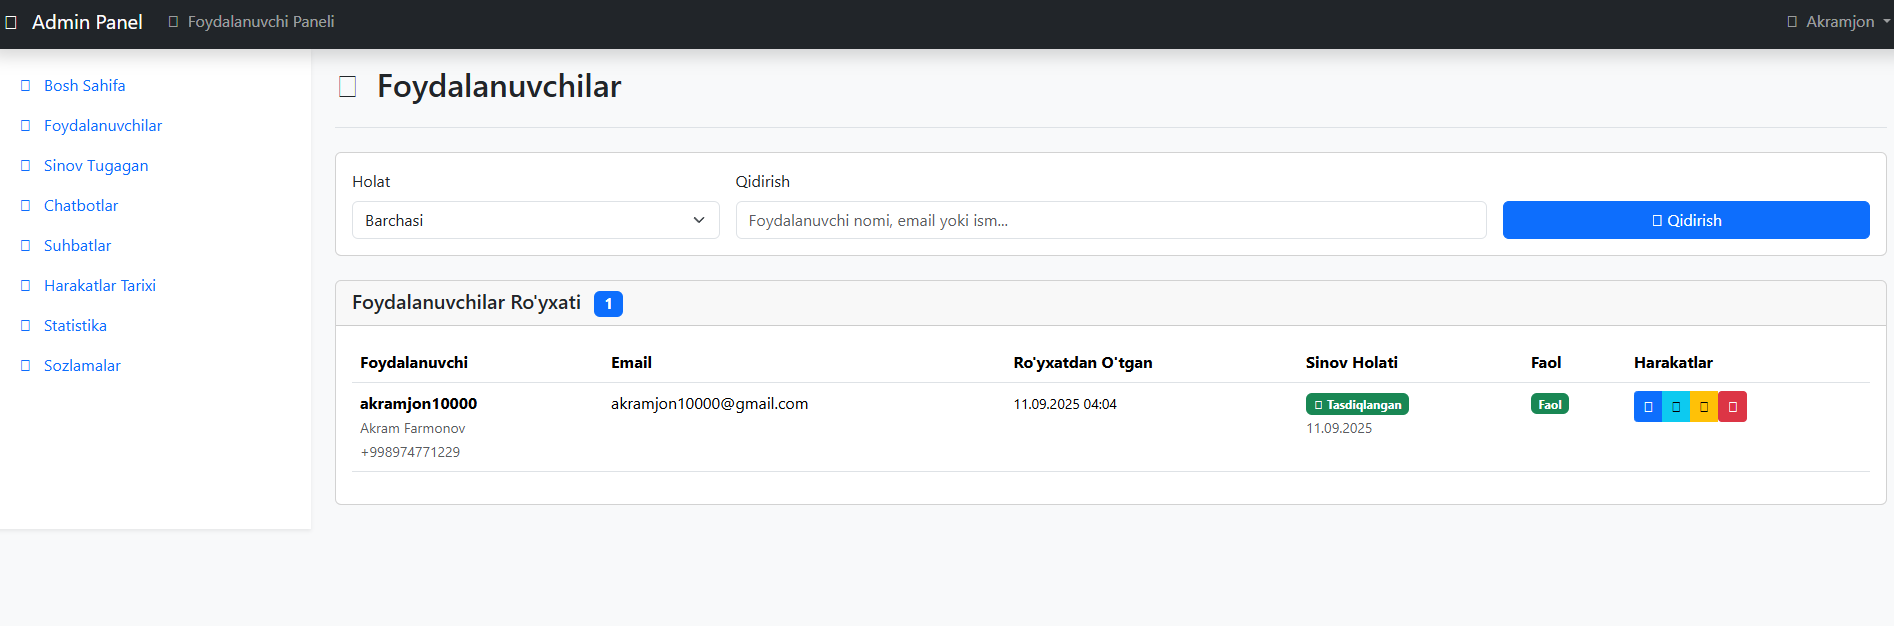 Admin Panel Foydalanuvchi Paneli Akramjon
Bosh Sahifa
Foydalanuvchilar
Sinov Tugagan
Chatbotlar
Suhbatlar
Harakatlar Tarixi
Statistika
Sozlamalar
Foydalanuvchilar
Holat Qidirish
Barchasi Foydalanuvchi nomi, email yoki ism... Qidirish
Foydalanuvchilar Ro'yxati 1
Foydalanuvchi Email Ro'yxatdan O'tgan Sinov Holati Faol Harakatlar
akramjon10000 akramjon10000@gmail.com 11.09.2025 04:04 Tasdiqlangan Faol
Akram Farmonov 11.09.2025
+998974771229